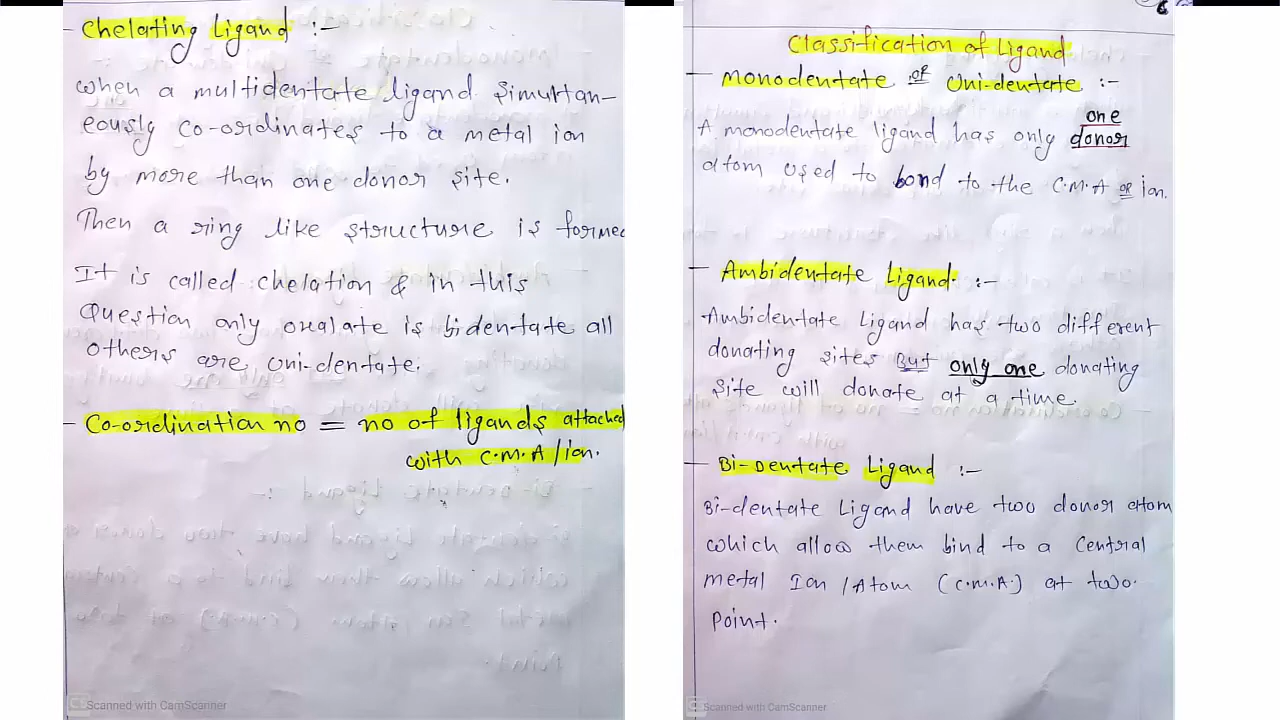 - Chelating Ligand :-
when a multidentate ligand simultan-
eously co-ordinates to a metal ion
by more than one donor site.
Then a ring like structure is formed
It is called chelation & in this
Question only oxalate is bidentate all
others are Uni-dentate.
- Co-ordination no = no of ligands attached
with C.M.A/ion.
CS Scanned with CamScanner
6
Classification of Ligand
- Monodentate or Uni-dentate :-
one
A monodentate ligand has only donor
atom used to bond to the C.M.A or ion.
- Ambidentate Ligand :-
Ambidentate Ligand has two different
donating sites But only one donating
site will donate at a time.
- Bi-Dentate Ligand :-
Bi-dentate Ligand have two donor atom
which allow them bind to a Central
metal Ion /Atom (C.M.A) at two
Point.
CS Scanned with CamScanner